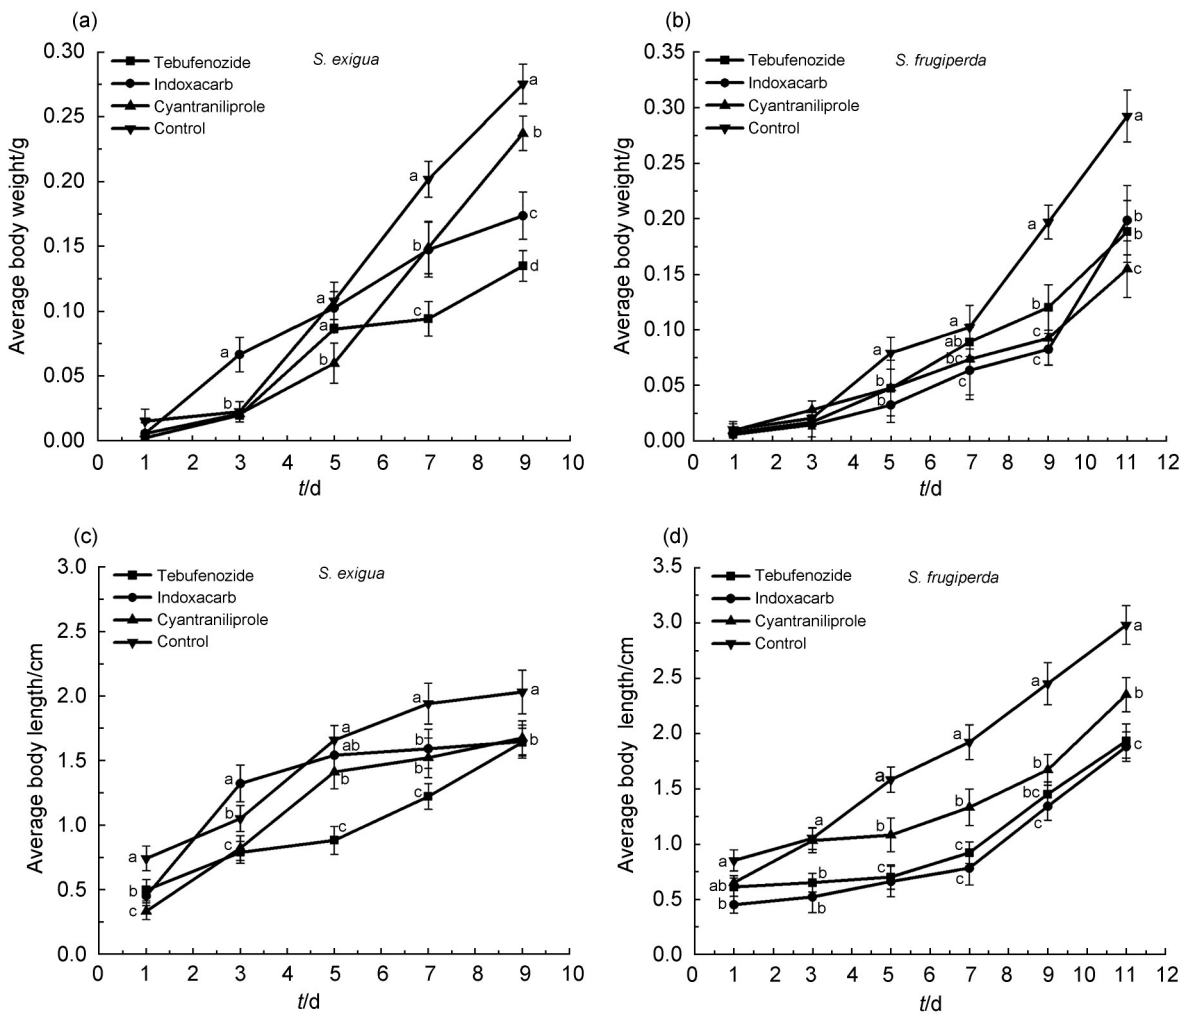 (a)
S. exigua
Tebufenozide
Indoxacarb
Cyantraniliprole
Control
Average body weight/g
0.30
0.25
0.20
0.15
0.10
0.05
0.00
a
b
a
a
b
a
b
c
a
b
c
d
0 1 2 3 4 5 6 7 8 9 10
t/d
(b)
S. frugiperda
Tebufenozide
Indoxacarb
Cyantraniliprole
Control
Average body weight/g
0.35
0.30
0.25
0.20
0.15
0.10
0.05
0.00
a
b
b
a
ab
bc
c
a
b
c
c
a
b
b
c
0 1 2 3 4 5 6 7 8 9 10 11 12
t/d
(c)
S. exigua
Tebufenozide
Indoxacarb
Cyantraniliprole
Control
Average body length/cm
3.0
2.5
2.0
1.5
1.0
0.5
0.0
a
b
c
a
b
c
a
ab
b
c
a
b
b
c
a
b
0 1 2 3 4 5 6 7 8 9 10
t/d
(d)
S. frugiperda
Tebufenozide
Indoxacarb
Cyantraniliprole
Control
Average body length/cm
3.5
3.0
2.5
2.0
1.5
1.0
0.5
0.0
a
ab
b
a
b
b
a
b
c
a
b
c
c
a
b
bc
c
a
b
c
0 1 2 3 4 5 6 7 8 9 10 11 12
t/d